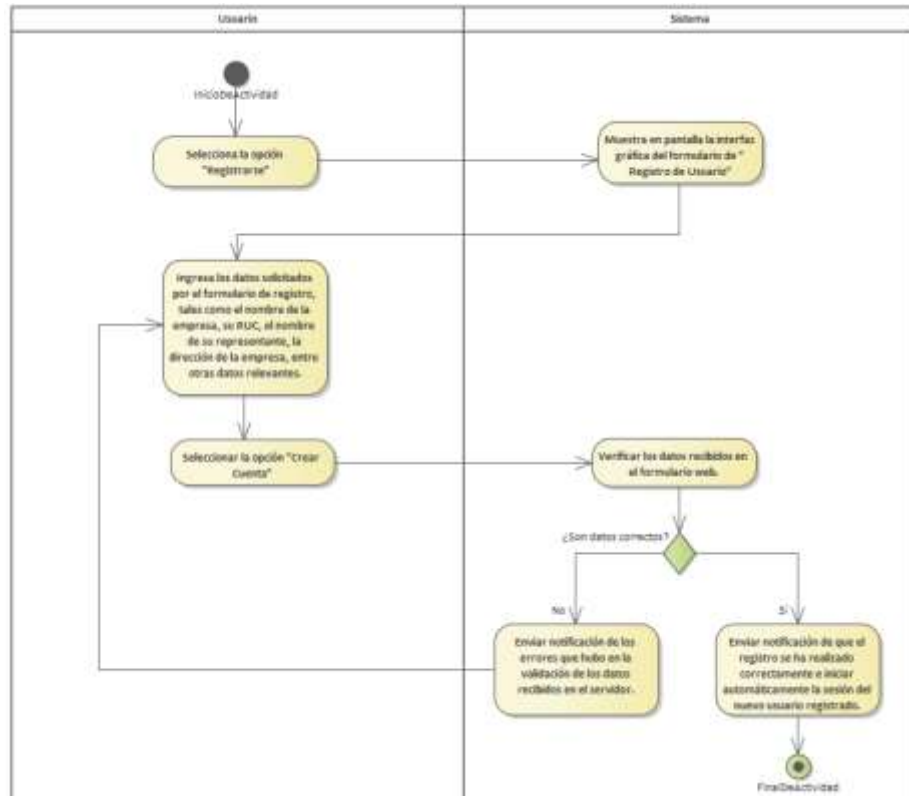 Usuario
Sistema
InicioDeActividad
Selecciona la opción
"Registrarse"
Muestra en pantalla la interfaz
gráfica del formulario de "
Registro de Usuario"
Ingresa los datos solicitados
por el formulario de registro,
tales como el nombre de la
empresa, su RUC, el nombre
de su representante, la
dirección de la empresa, entre
otras datos relevantes.
Seleccionar la opción "Crear
Cuenta"
Verificar los datos recibidos en
el formulario web.
¿Son datos correctos?
No
Sí
Enviar notificación de los
errores que hubo en la
validación de los datos
recibidos en el servidor.
Enviar notificación de que el
registro se ha realizado
correctamente e iniciar
automáticamente la sesión del
nuevo usuario registrado.
FinalDeActividad